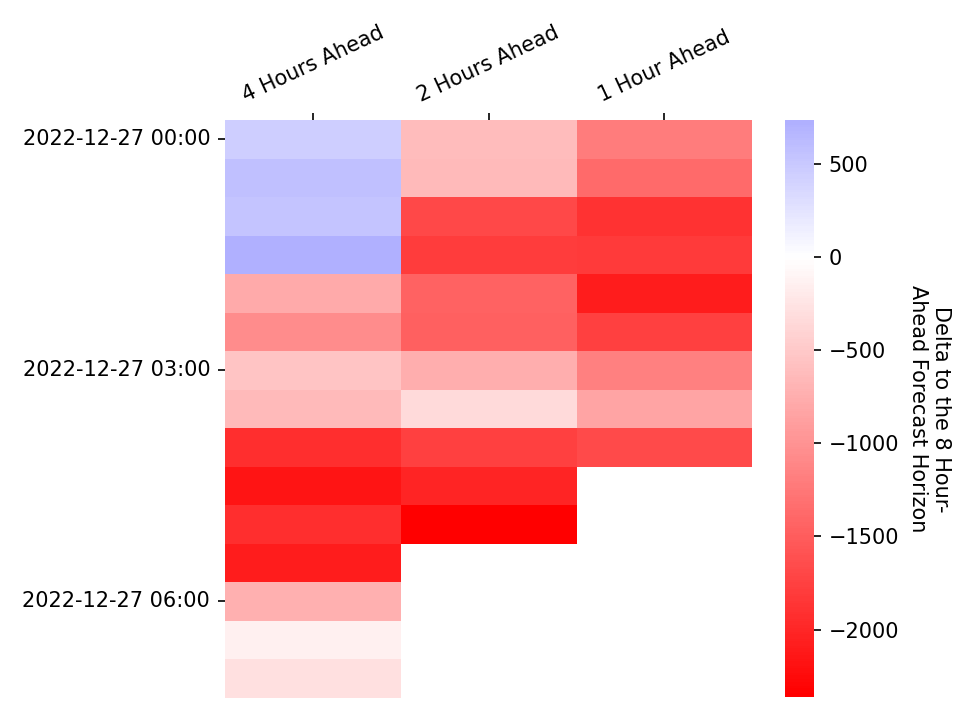 4 Hours Ahead
2 Hours Ahead
1 Hour Ahead
2022-12-27 00:00
2022-12-27 03:00
2022-12-27 06:00
500
0
−500
−1000
−1500
−2000
Delta to the 8 Hour-
Ahead Forecast Horizon